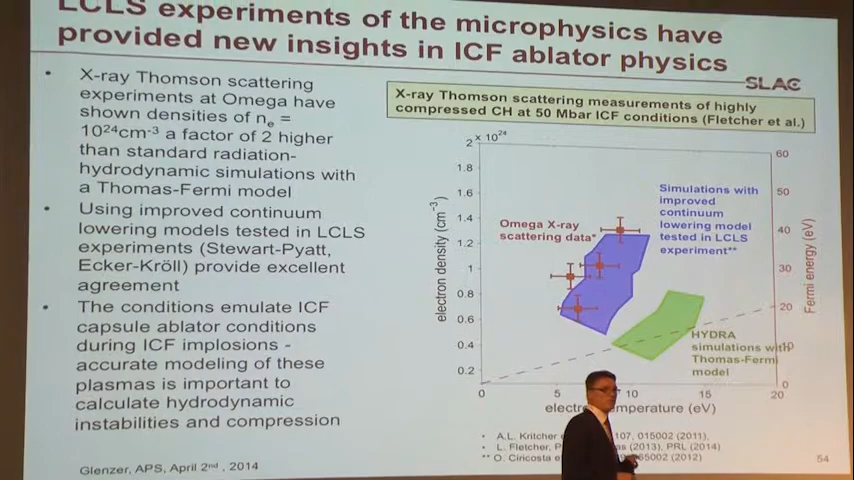 LCLS experiments of the microphysics have
provided new insights in ICF ablator physics
SLAC
• X-ray Thomson scattering
experiments at Omega have
shown densities of ne =
10²⁴cm⁻³ a factor of 2 higher
than standard radiation-
hydrodynamic simulations with
a Thomas-Fermi model
• Using improved continuum
lowering models tested in LCLS
experiments (Stewart-Pyatt,
Ecker-Kröll) provide excellent
agreement
• The conditions emulate ICF
capsule ablator conditions
during ICF implosions -
accurate modeling of these
plasmas is important to
calculate hydrodynamic
instabilities and compression
Glenzer, APS, April 2nd, 2014
X-ray Thomson scattering measurements of highly
compressed CH at 50 Mbar ICF conditions (Fletcher et al.)
2 x 10²⁴
1.8
1.6
1.4
1.2
1
0.8
0.6
0.4
0.2
electron density (cm⁻³)
Omega X-ray
scattering data*
Simulations with
improved
continuum
lowering model
tested in LCLS
experiment**
HYDRA
simulations with
Thomas-Fermi
model
60
50
40
30
20
10
0
Fermi energy (eV)
0 5 10 15 20
temperature (eV)
• A.L. Kritcher 107, 015002 (2011),
• L. Fletcher, (2013), PRL (2014)
** O. Ciricosta 65002 (2012)
54